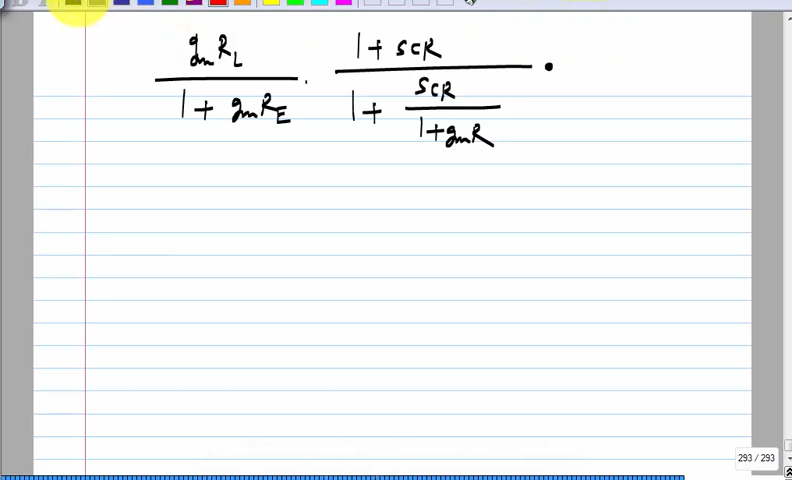 gmRL / 1 + gmRE · 1 + sCR / 1 + sCR / 1+gmR ·
293 / 293